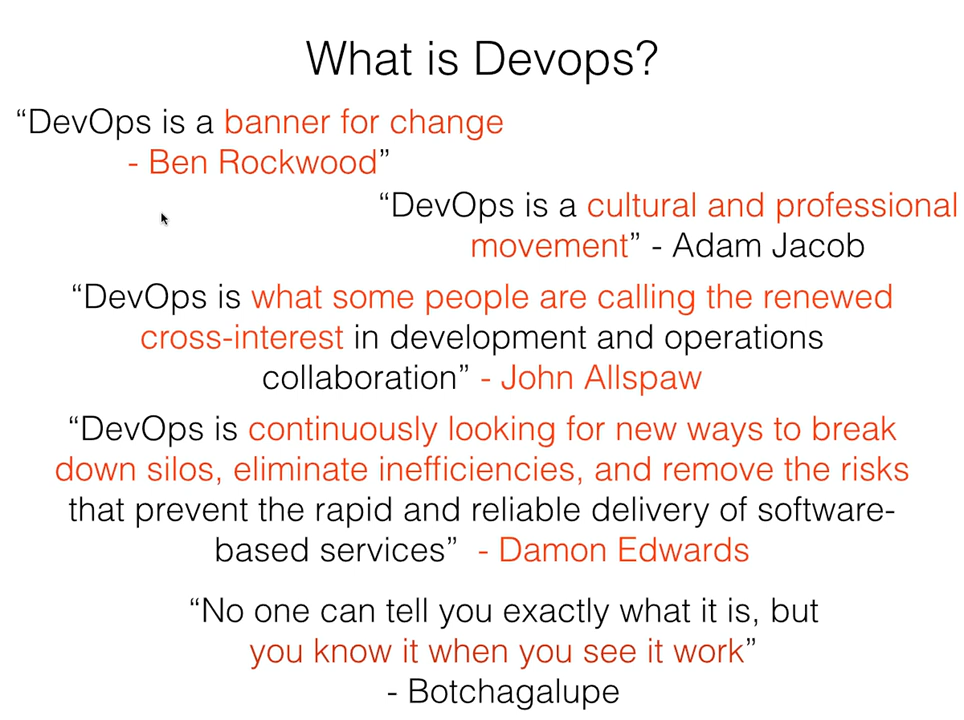 What is Devops?
“DevOps is a banner for change
- Ben Rockwood”
“DevOps is a cultural and professional
movement” - Adam Jacob
“DevOps is what some people are calling the renewed
cross-interest in development and operations
collaboration” - John Allspaw
“DevOps is continuously looking for new ways to break
down silos, eliminate inefficiencies, and remove the risks
that prevent the rapid and reliable delivery of software-
based services” - Damon Edwards
“No one can tell you exactly what it is, but
you know it when you see it work”
- Botchagalupe